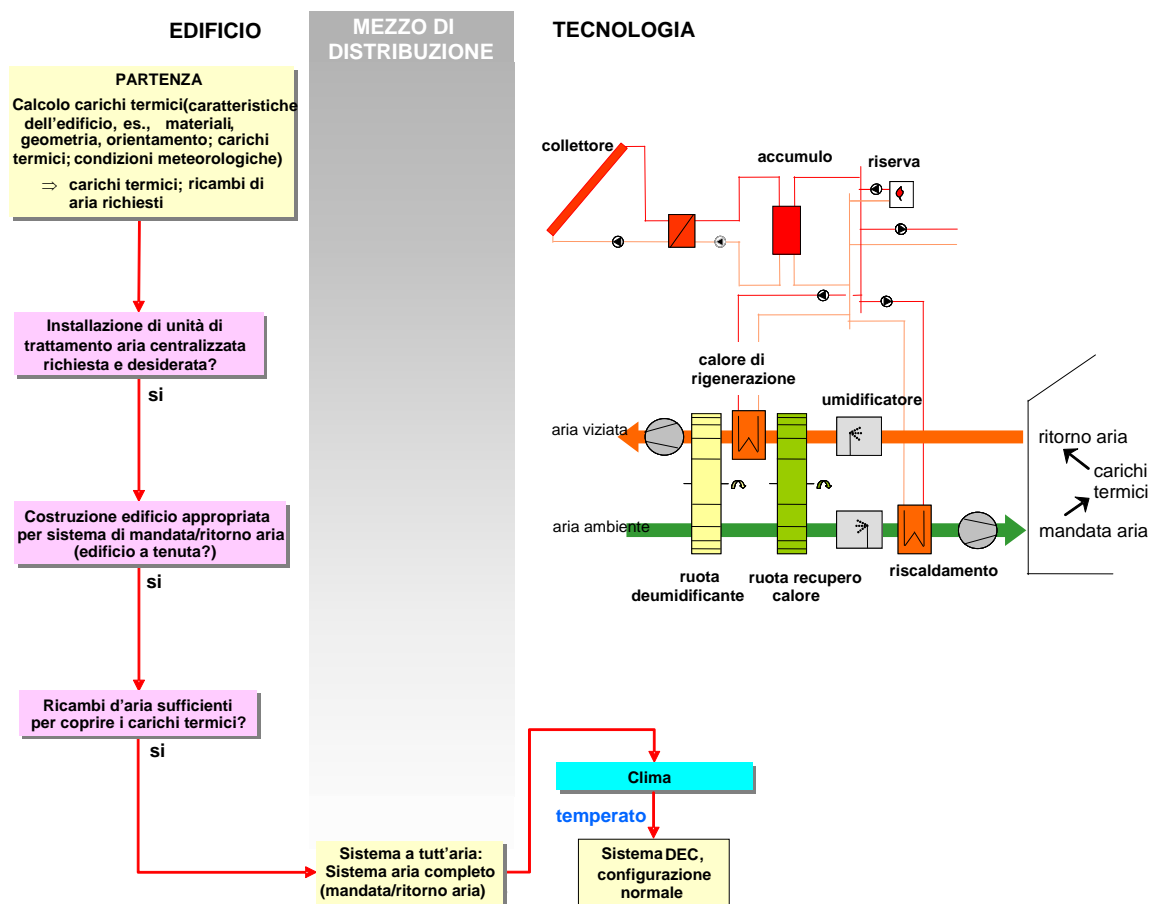 EDIFICIO
MEZZO DI
DISTRIBUZIONE
TECNOLOGIA
PARTENZA
Calcolo carichi termici(caratteristiche
dell'edificio, es., materiali,
geometria, orientamento; carichi
termici; condizioni meteorologiche)
⇒ carichi termici; ricambi di
aria richiesti
Installazione di unità di
trattamento aria centralizzata
richiesta e desiderata?
si
Costruzione edificio appropriata
per sistema di mandata/ritorno aria
(edificio a tenuta?)
si
Ricambi d'aria sufficienti
per coprire i carichi termici?
si
Sistema a tutt'aria:
Sistema aria completo
(mandata/ritorno aria)
collettore
accumulo
riserva
calore di
rigenerazione
umidificatore
aria viziata
ritorno aria
carichi
termici
aria ambiente
mandata aria
ruota
deumidificante
ruota recupero
calore
riscaldamento
Clima
temperato
Sistema DEC,
configurazione
normale